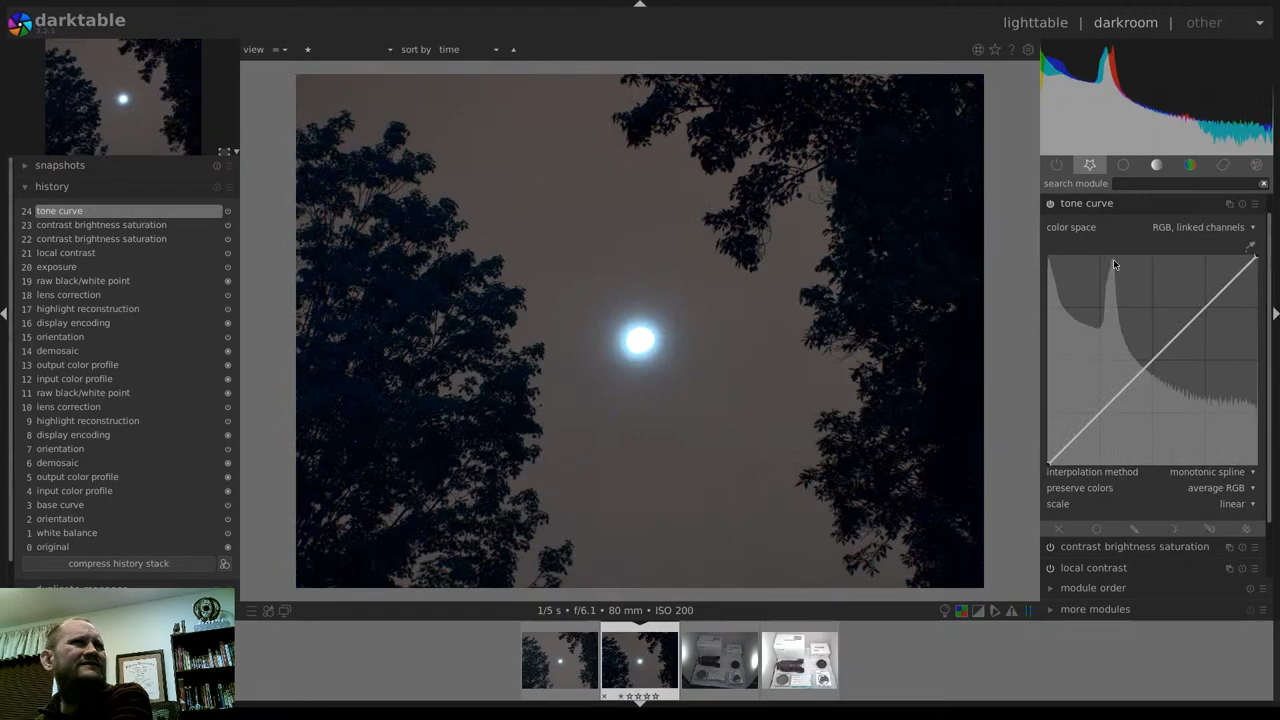 darktable
3.2.1
lighttable | darkroom | other
view = ★ sort by time ▲
snapshots
history
24 tone curve
23 contrast brightness saturation
22 contrast brightness saturation
21 local contrast
20 exposure
19 raw black/white point
18 lens correction
17 highlight reconstruction
16 display encoding
15 orientation
14 demosaic
13 output color profile
12 input color profile
11 raw black/white point
10 lens correction
9 highlight reconstruction
8 display encoding
7 orientation
6 demosaic
5 output color profile
4 input color profile
3 base curve
2 orientation
1 white balance
0 original
compress history stack
duplicate manager
1/5 s • f/6.1 • 80 mm • ISO 200
search module
tone curve
color space RGB, linked channels
interpolation method monotonic spline
preserve colors average RGB
scale linear
contrast brightness saturation
local contrast
module order
more modules